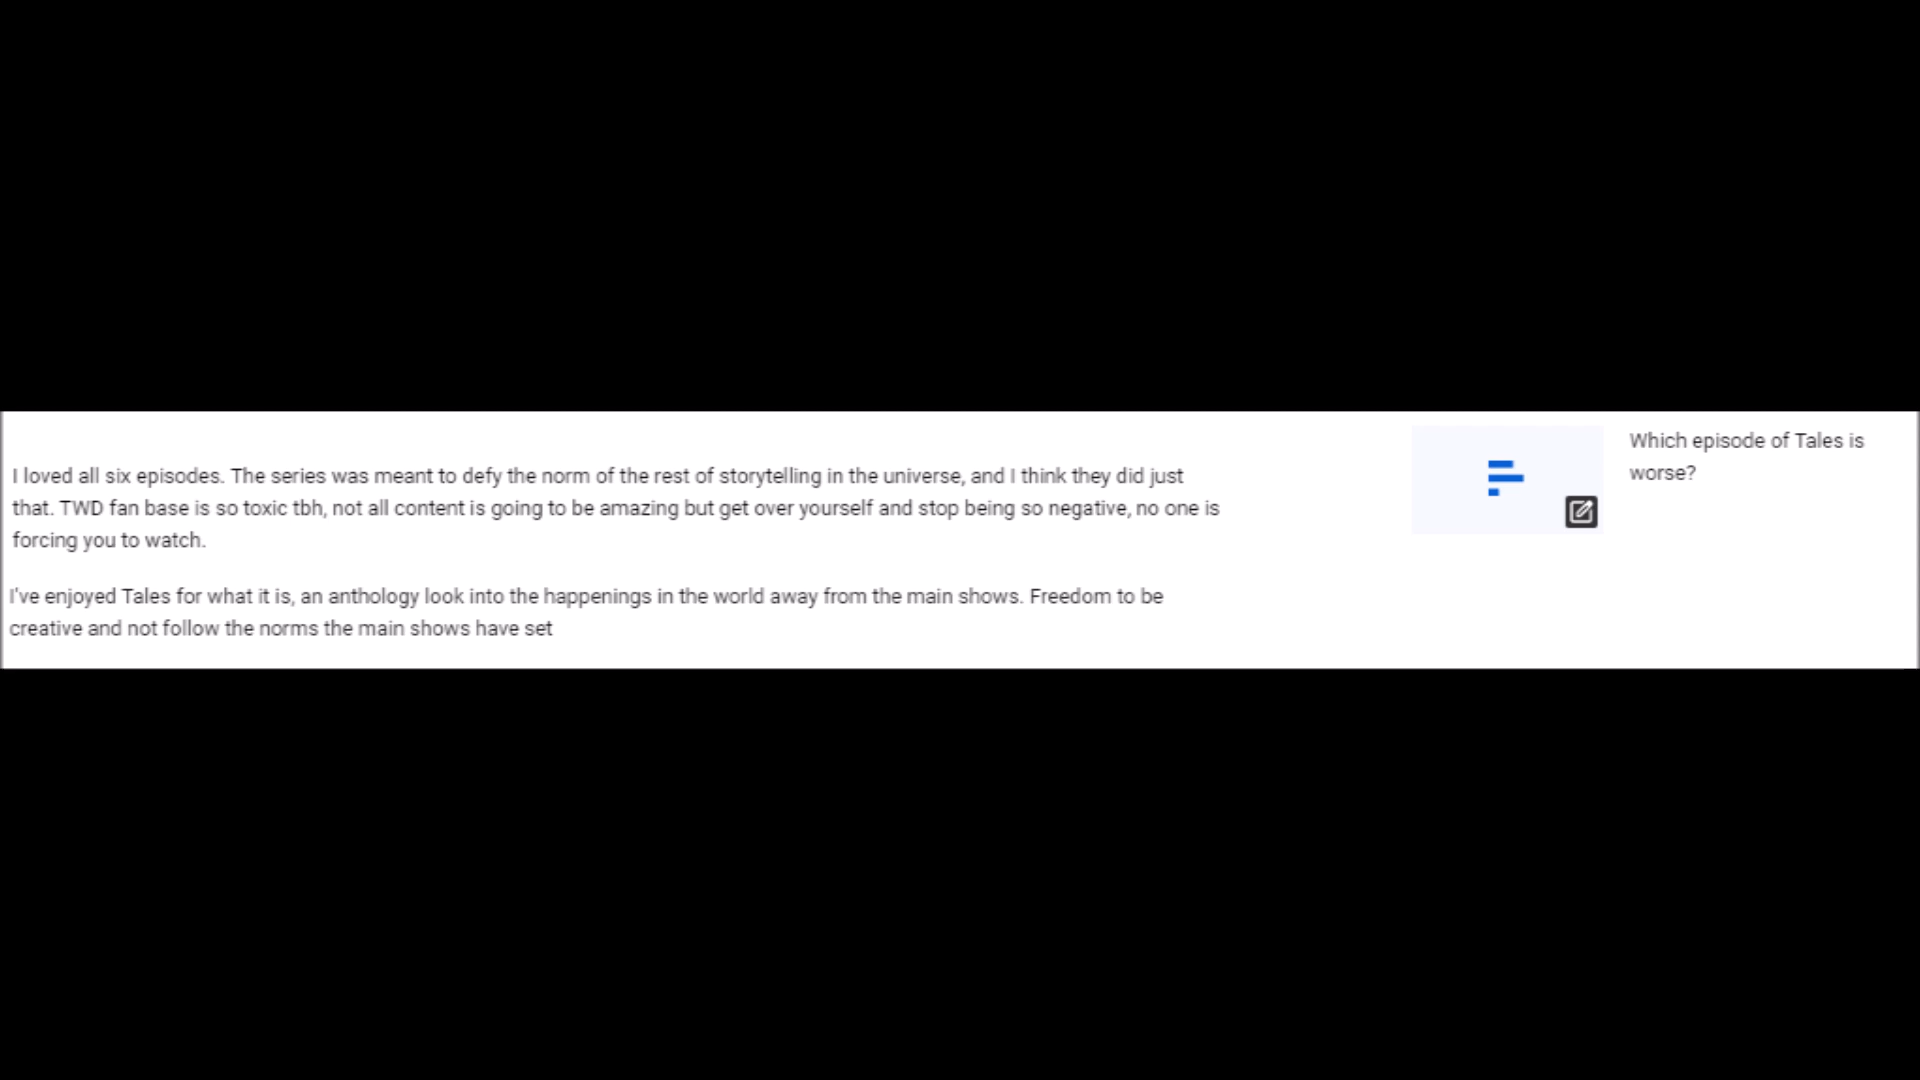 I loved all six episodes. The series was meant to defy the norm of the rest of storytelling in the universe, and I think they did just
that. TWD fan base is so toxic tbh, not all content is going to be amazing but get over yourself and stop being so negative, no one is
forcing you to watch.
I've enjoyed Tales for what it is, an anthology look into the happenings in the world away from the main shows. Freedom to be
creative and not follow the norms the main shows have set
Which episode of Tales is
worse?